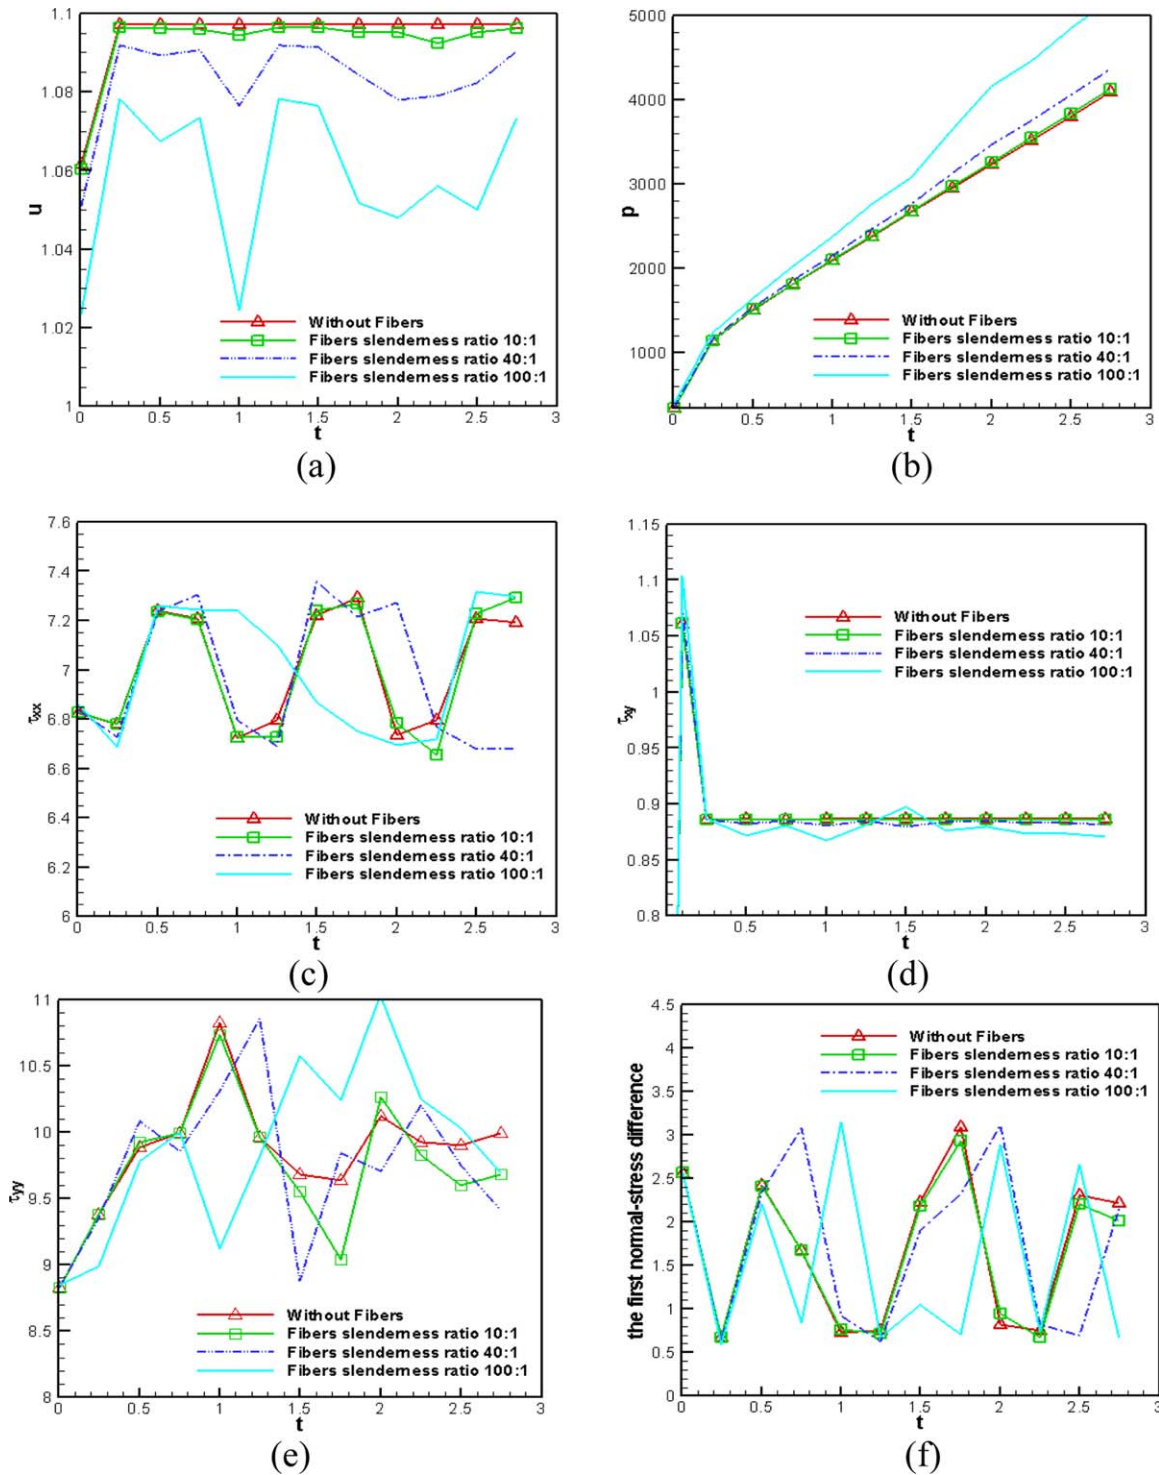 1.1
1.08
1.06
u
1.04
1.02
1
Without Fibers
Fibers slenderness ratio 10:1
Fibers slenderness ratio 40:1
Fibers slenderness ratio 100:1
0 0.5 1 1.5 2 2.5 3
t
(a)
5000
4000
3000
p
2000
1000
Without Fibers
Fibers slenderness ratio 10:1
Fibers slenderness ratio 40:1
Fibers slenderness ratio 100:1
0 0.5 1 1.5 2 2.5 3
t
(b)
7.6
7.4
7.2
7
τxx
6.8
6.6
6.4
6.2
6
Without Fibers
Fibers slenderness ratio 10:1
Fibers slenderness ratio 40:1
Fibers slenderness ratio 100:1
0 0.5 1 1.5 2 2.5 3
t
(c)
1.15
1.1
1.05
1
τxy
0.95
0.9
0.85
0.8
Without Fibers
Fibers slenderness ratio 10:1
Fibers slenderness ratio 40:1
Fibers slenderness ratio 100:1
0.5 1 1.5 2 2.5 3
t
(d)
11
10.5
10
τyy
9.5
9
8.5
8
Without Fibers
Fibers slenderness ratio 10:1
Fibers slenderness ratio 40:1
Fibers slenderness ratio 100:1
0 0.5 1 1.5 2 2.5 3
t
(e)
4.5
4
3.5
3
2.5
2
1.5
1
0.5
0
the first normal-stress difference
Without Fibers
Fibers slenderness ratio 10:1
Fibers slenderness ratio 40:1
Fibers slenderness ratio 100:1
0 0.5 1 1.5 2 2.5 3
t
(f)